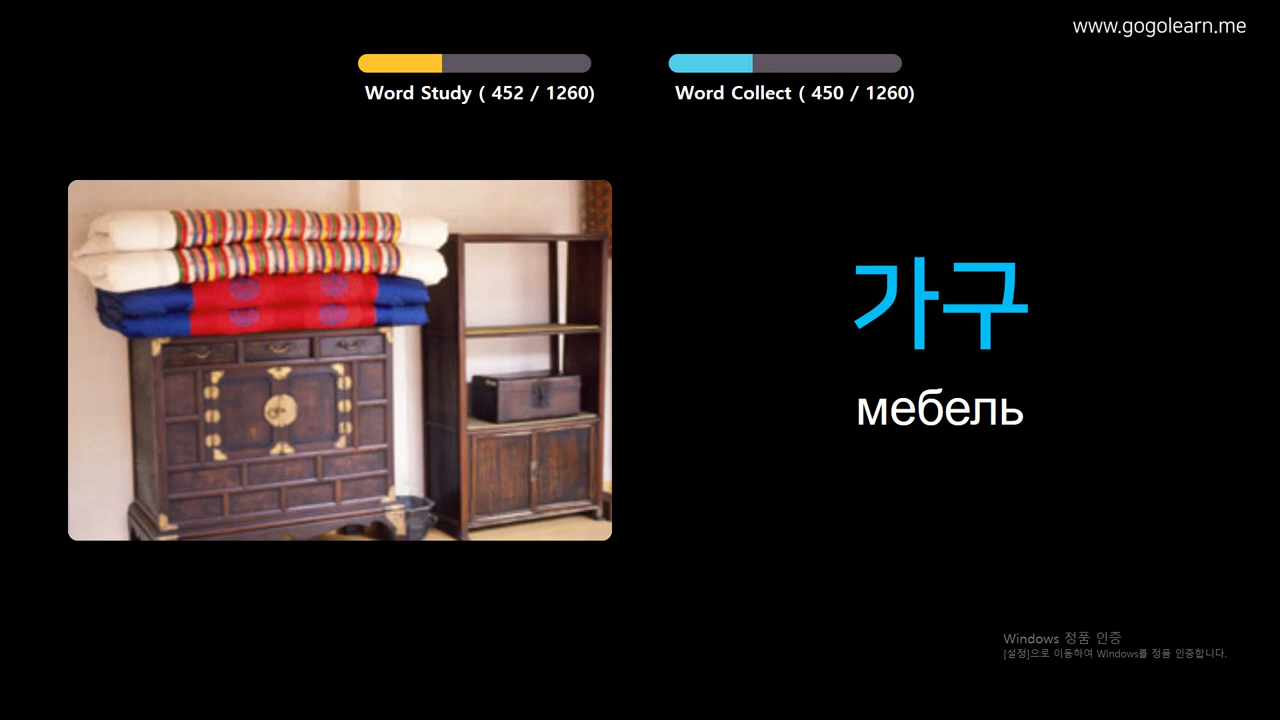 www.gogolearn.me
Word Study ( 452 / 1260)
Word Collect ( 450 / 1260)
가구
мебель
Windows 정품 인증
[설정]으로 이동하여 Windows를 정품 인증합니다.